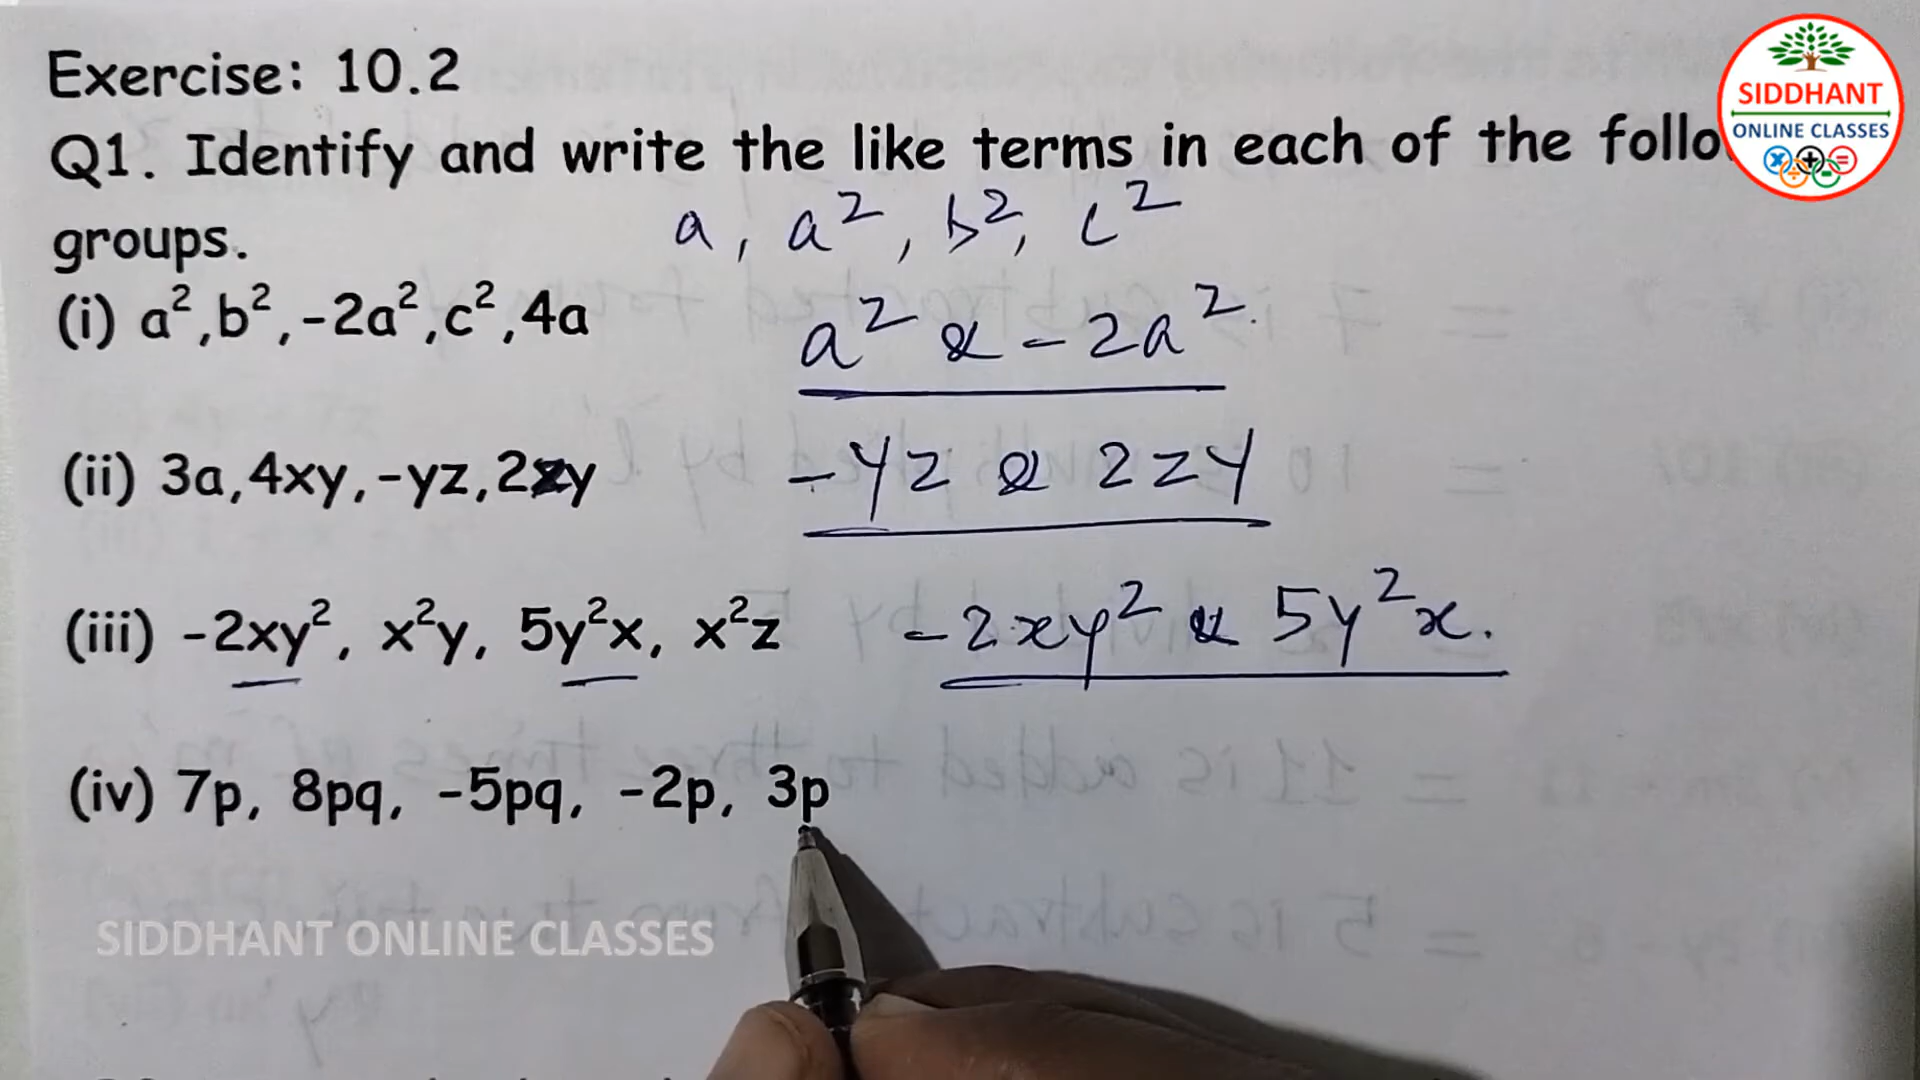 Exercise: 10.2
SIDDHANT
ONLINE CLASSES
Q1. Identify and write the like terms in each of the follo
groups.
a, a², b², c²
(i) a²,b²,-2a²,c²,4a
a² & -2a².
(ii) 3a,4xy,-yz,2zy
-yz & 2zy
(iii) -2xy², x²y, 5y²x, x²z
-2xy² & 5y²x.
(iv) 7p, 8pq, -5pq, -2p, 3p
SIDDHANT ONLINE CLASSES